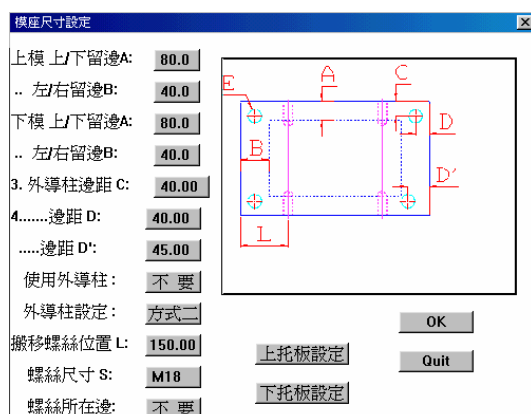 模座尺寸設定
上模 上/下留邊A: 80.0
.. 左/右留邊B: 40.0
下模 上/下留邊A: 80.0
.. 左/右留邊B: 40.0
3. 外導柱邊距 C: 40.00
4.......邊距 D: 40.00
.....邊距 D': 45.00
使用外導柱: 不 要
外導柱設定: 方式二
搬移螺絲位置 L: 150.00
螺絲尺寸 S: M18
螺絲所在邊: 不 要
A
C
E
D
B
D'
L
上托板設定
下托板設定
OK
Quit